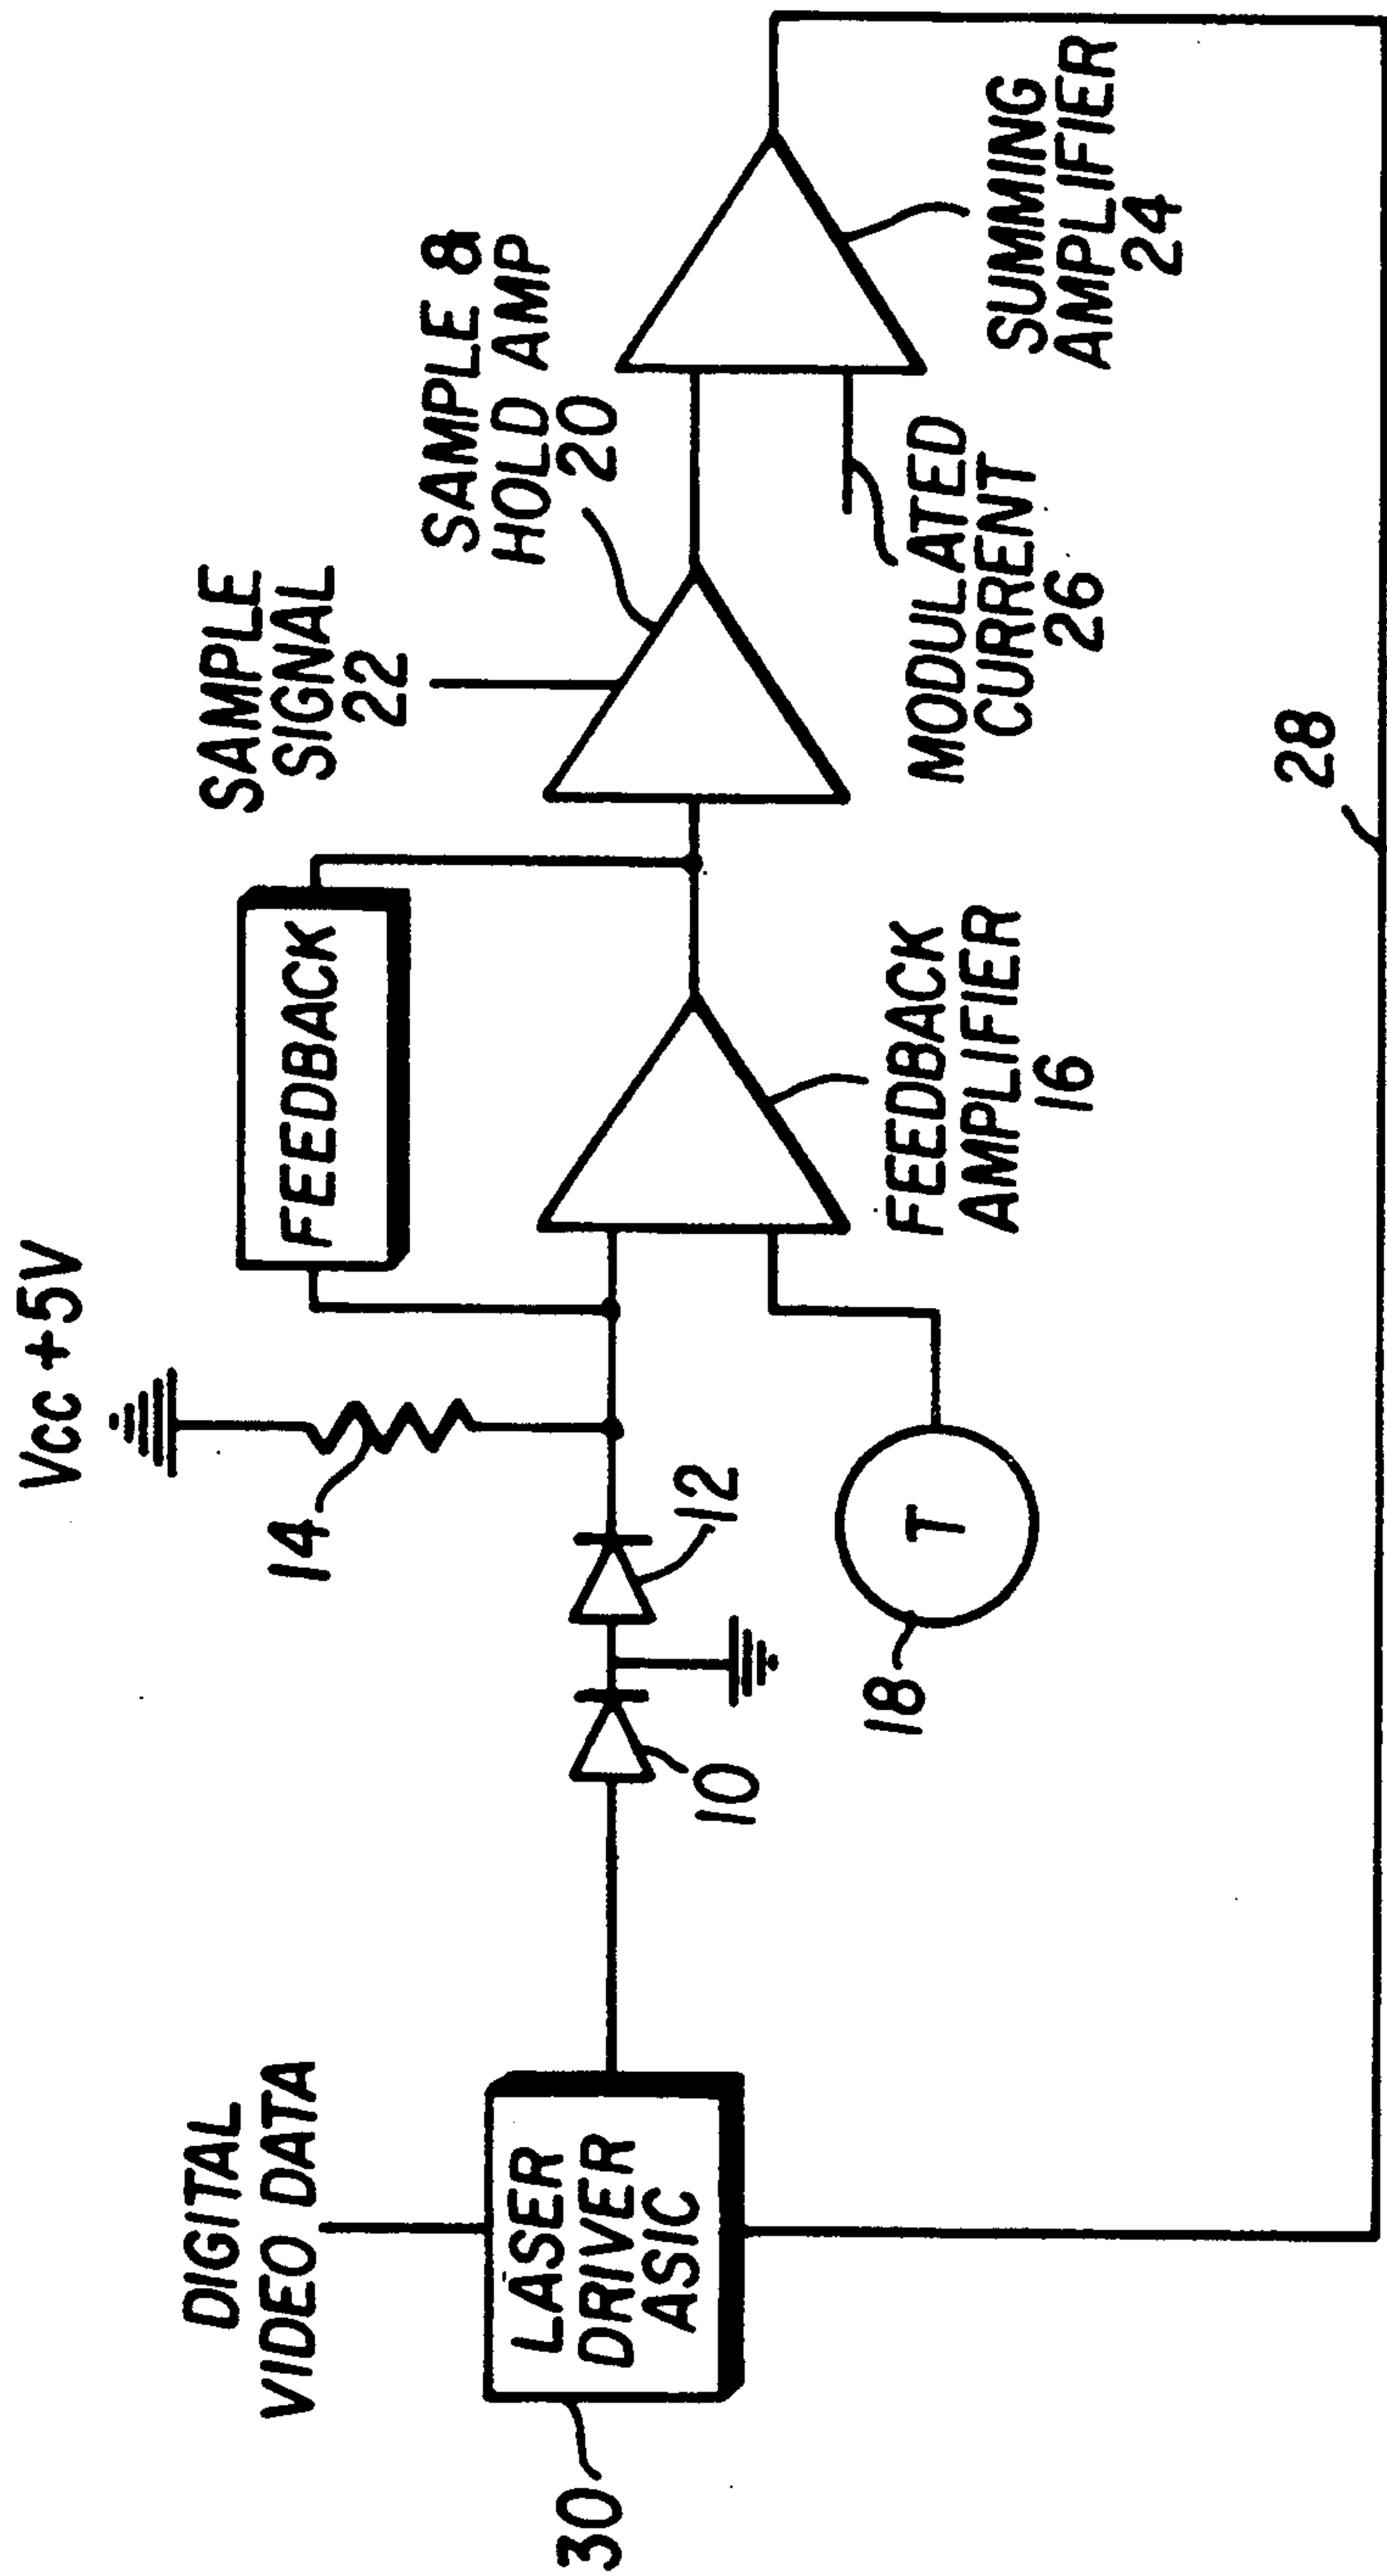 Vcc +5V
DIGITAL
VIDEO DATA
LASER
DRIVER
ASIC
30
10
12
14
18
T
FEEDBACK
FEEDBACK
AMPLIFIER
16
SAMPLE
SIGNAL
22
SAMPLE &
HOLD AMP
20
MODULATED
CURRENT
26
SUMMING
AMPLIFIER
24
28